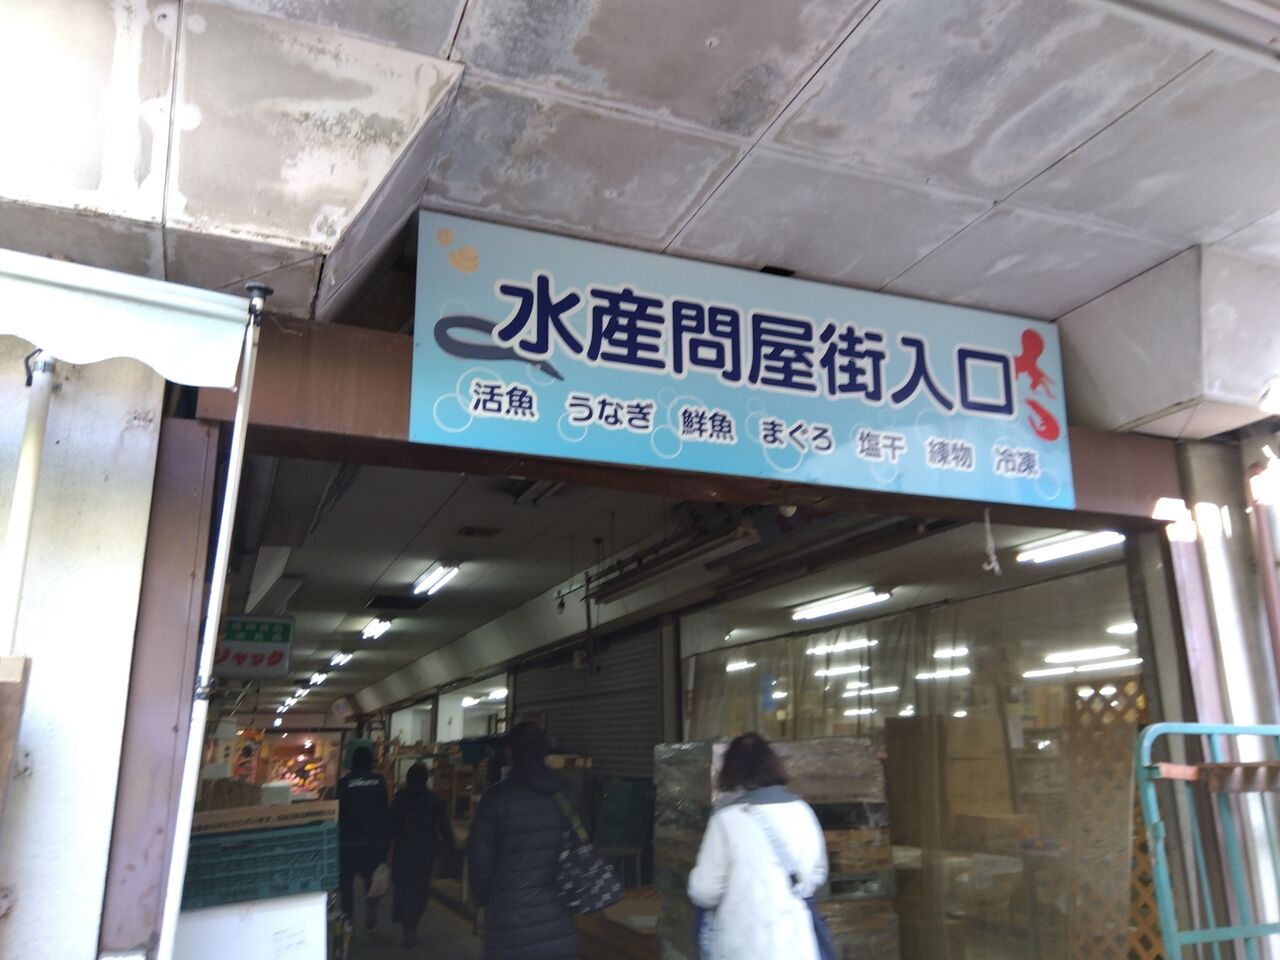 水産問屋街入口
活魚 うなぎ 鮮魚 まぐろ 塩干 練物 冷凍
ジャック